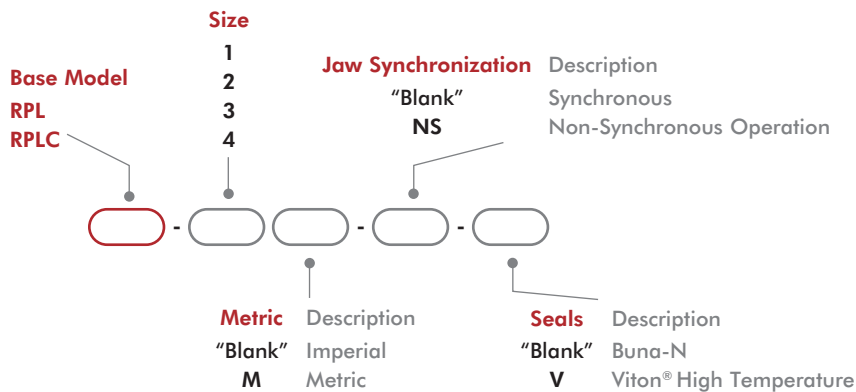 Size
1
2
3
4
Base Model
RPL
RPLC
Jaw Synchronization Description
“Blank” Synchronous
NS Non-Synchronous Operation
- - -
Metric Description
“Blank” Imperial
M Metric
Seals Description
“Blank” Buna-N
V Viton® High Temperature